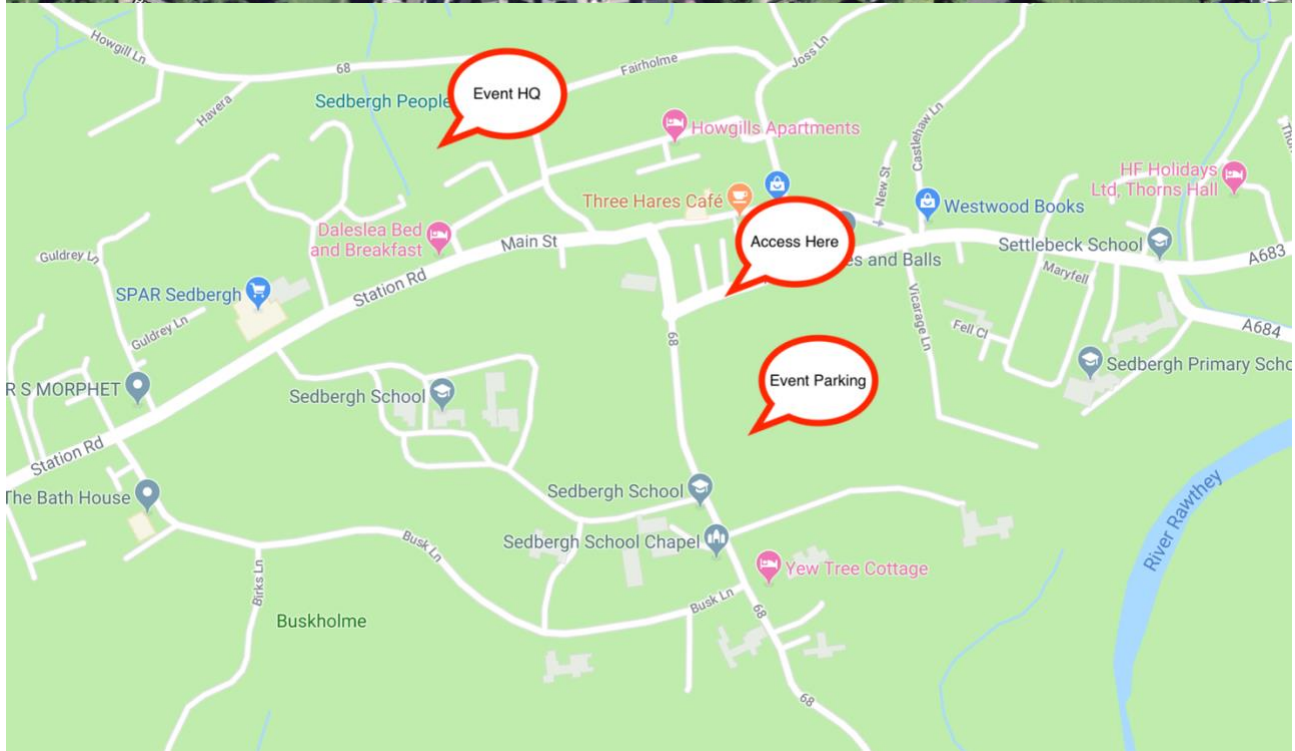 Howgill Ln
68
Fairholme
Joss Ln
Event HQ
Sedbergh People
Havera
Castlehaw Ln
Howgills Apartments
HF Holidays
Ltd, Thorns Hall
New St
Three Hares Café
Westwood Books
Daleslea Bed
and Breakfast
Main St
Access Here
es and Balls
Settlebeck School
A683
Guldrey Ln
Station Rd
Maryfell
SPAR Sedbergh
Vicarage Ln
Guldrey Ln
Fell Cl
A684
68
Sedbergh Primary Scho
R S MORPHET
Sedbergh School
Event Parking
Station Rd
The Bath House
Sedbergh School
River Rawthey
Sedbergh School Chapel
Busk Ln
Yew Tree Cottage
Birks Ln
Busk Ln
68
Buskholme
68